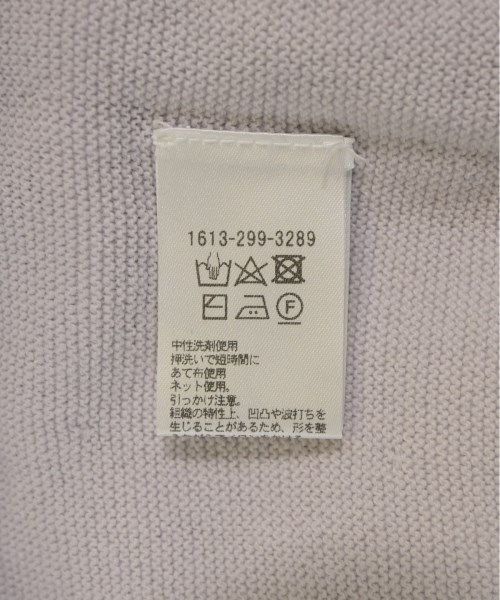 1613-299-3289
F
中性洗剤使用
押洗いで短時間に
あて布使用
ネット使用。
引っかけ注意。
組織の特性上、凹凸や波打ちを
生じることがあるため、形を整